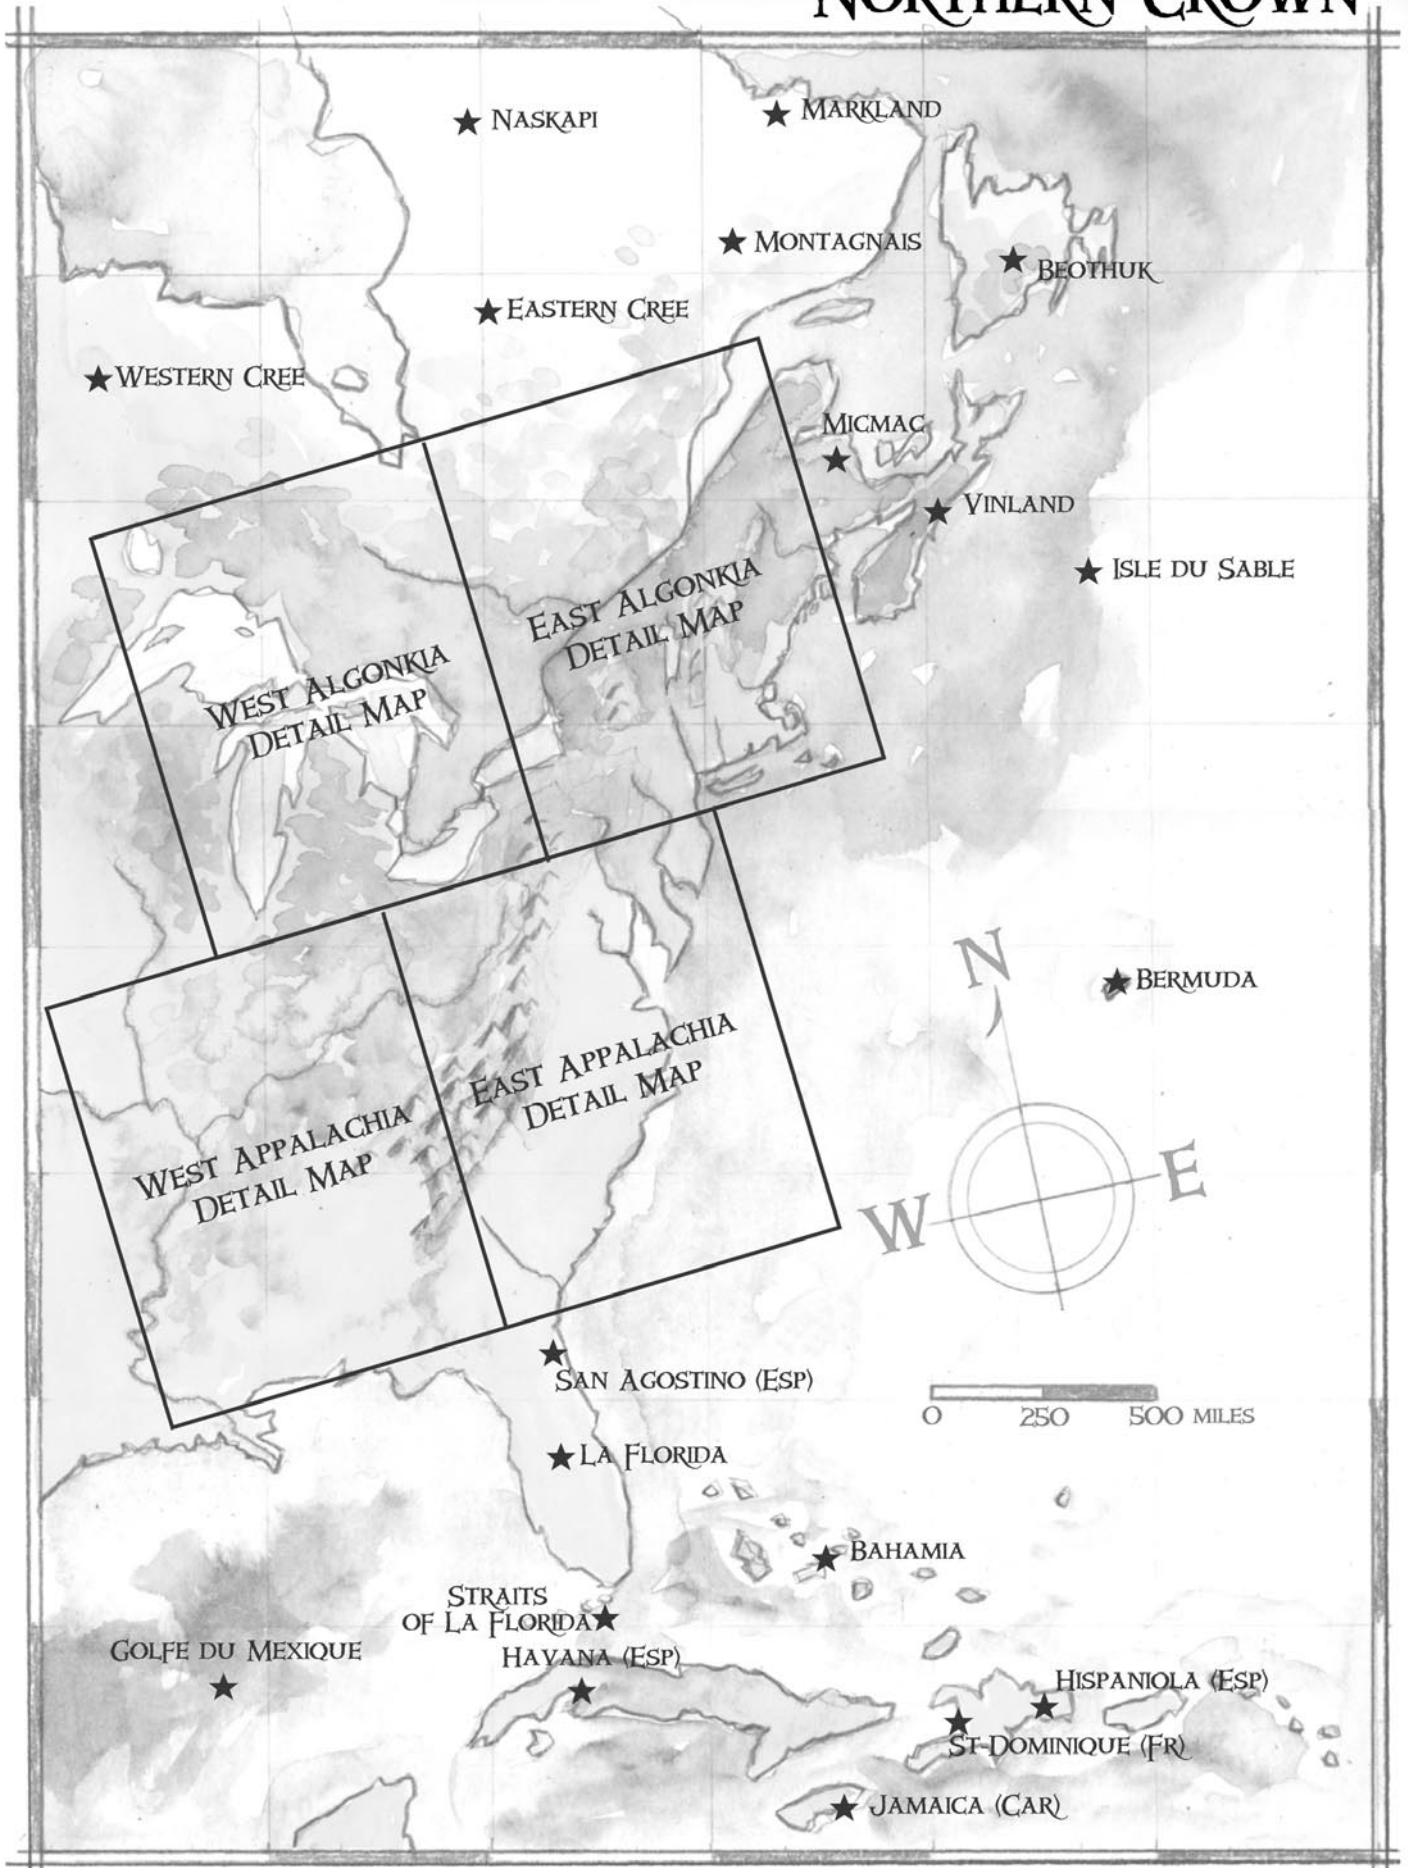 NORTHERN CROWN
NASKAPI
MARKLAND
MONTAGNAIS
BEOTHUK
EASTERN CREE
WESTERN CREE
MICMAC
VINLAND
ISLE DU SABLE
EAST ALGONKIA
DETAIL MAP
WEST ALGONKIA
DETAIL MAP
N
BERMUDA
EAST APPALACHIA
DETAIL MAP
WEST APPALACHIA
DETAIL MAP
E
W
SAN AGOSTINO (ESP)
0 250 500 MILES
LA FLORIDA
BAHAMIA
STRAITS
OF LA FLORIDA
GOLFE DU MEXIQUE
HAVANA (ESP)
HISPANIOLA (ESP)
ST-DOMINIQUE (FR)
JAMAICA (CAR)